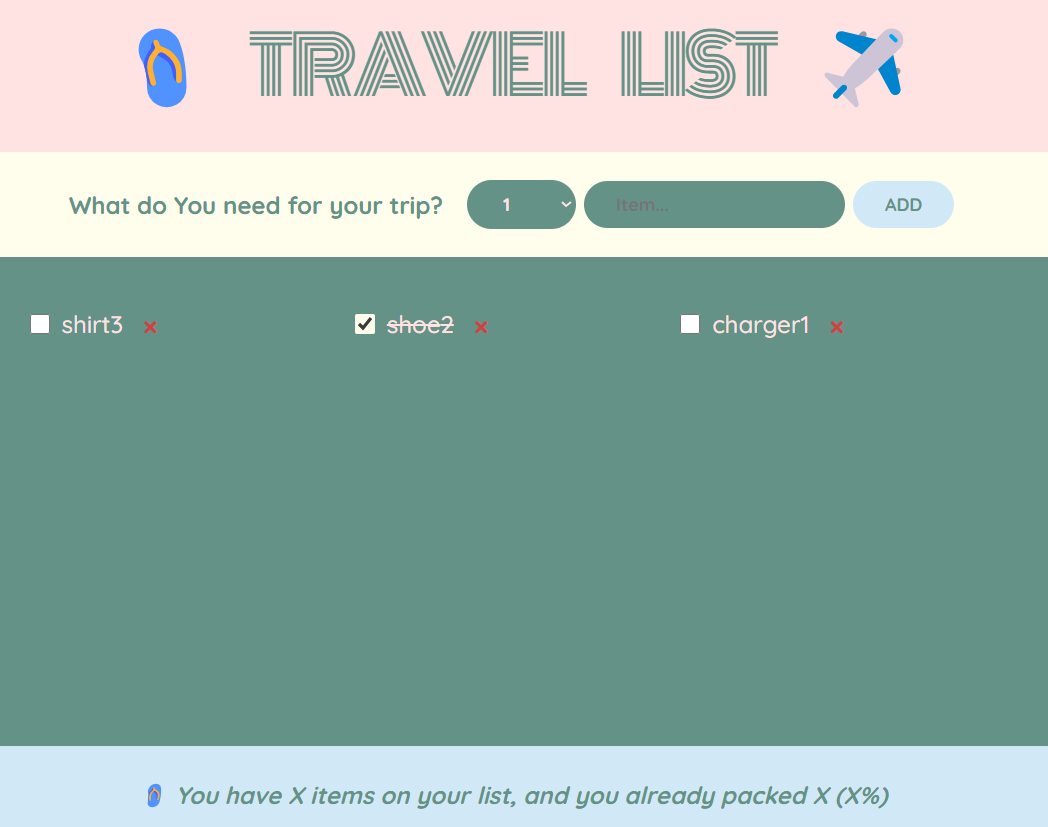 TRAVEL LIST
What do You need for your trip? 1 Item... ADD
shirt3 shoe2 charger1
You have X items on your list, and you already packed X (X%)